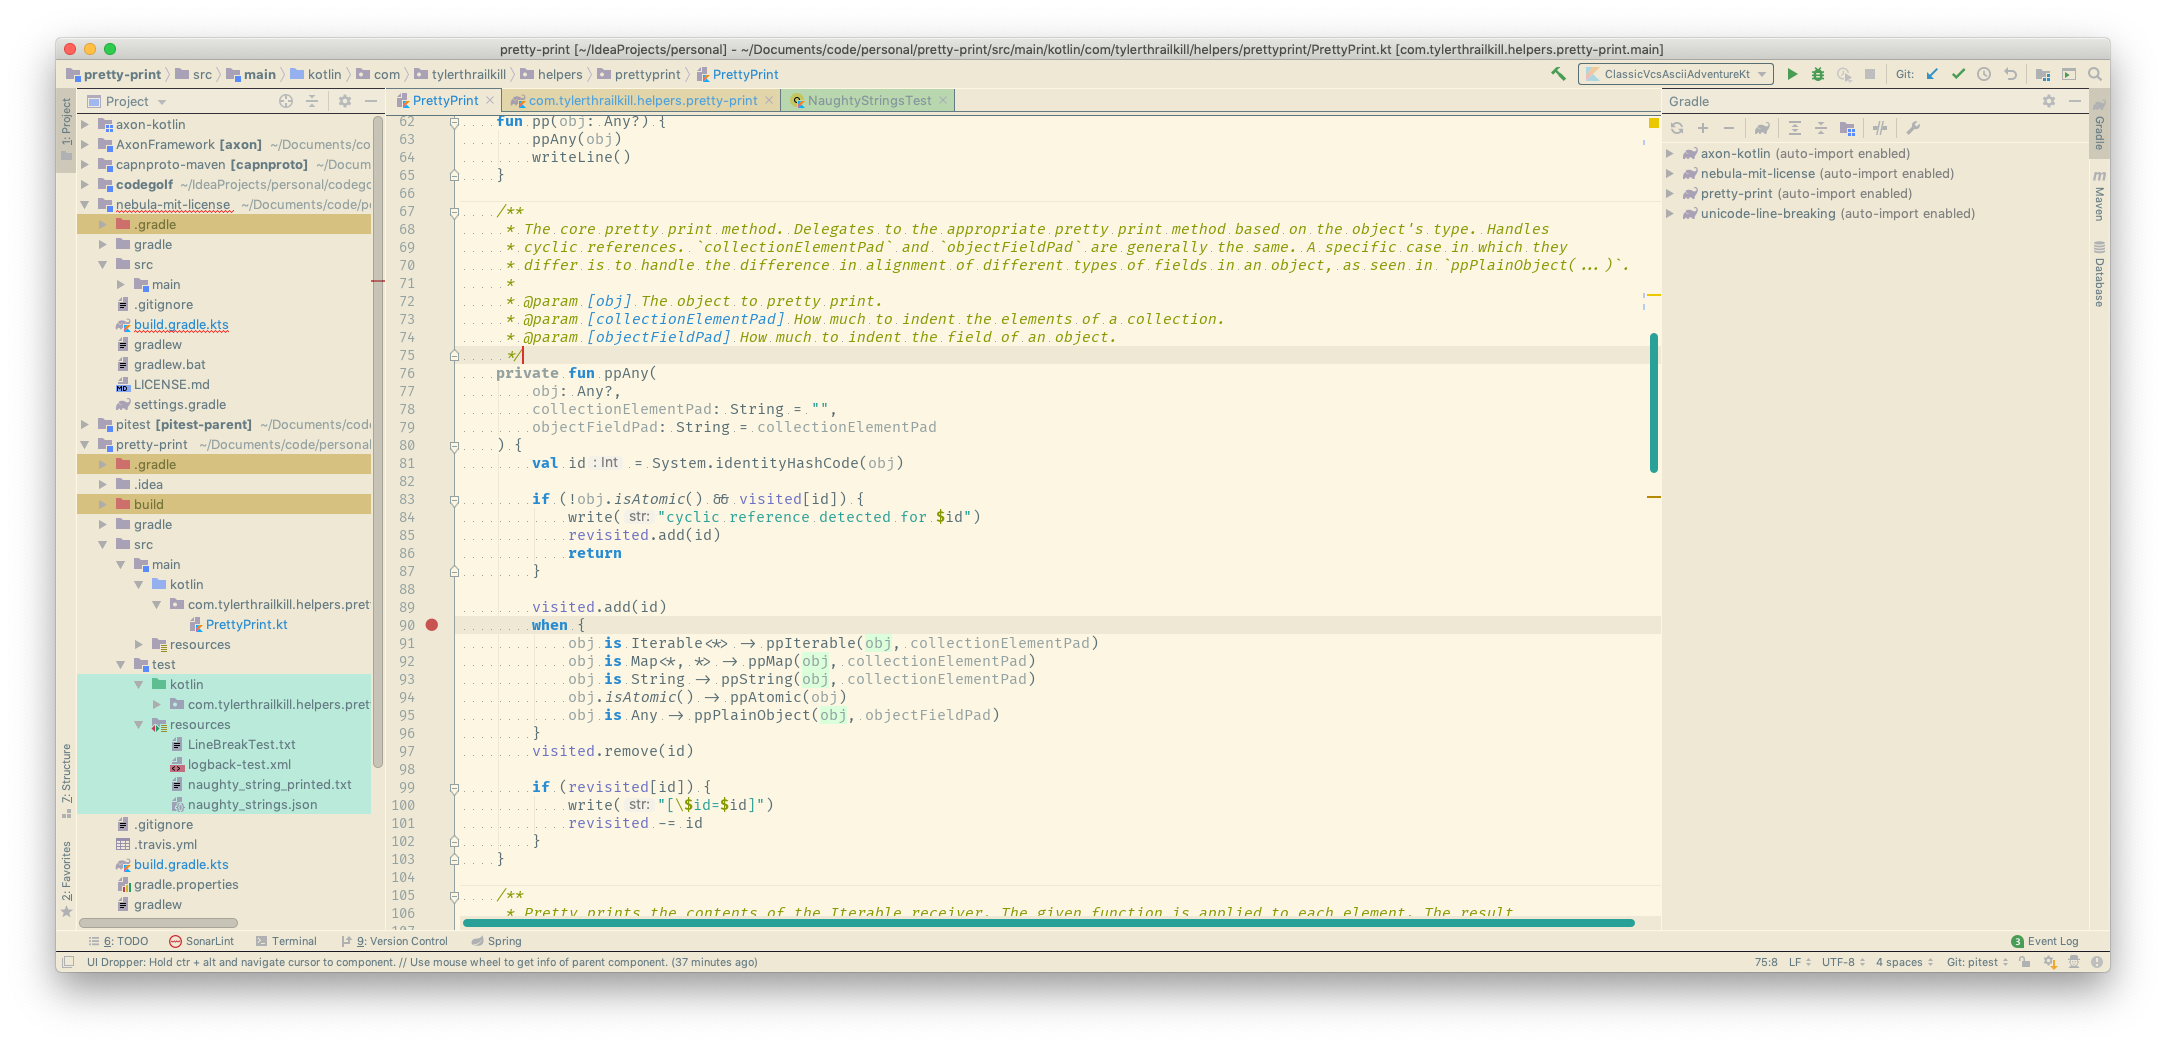 pretty-print [~/IdeaProjects/personal] - ~/Documents/code/personal/pretty-print/src/main/kotlin/com/tylerthrailkill/helpers/prettyprint/PrettyPrint.kt [com.tylerthrailkill.helpers.pretty-print.main]
pretty-print src main kotlin com tylerthrailkill helpers prettyprint PrettyPrint
ClassicVcsAsciiAdventureKt
Git:
Project
PrettyPrint
com.tylerthrailkill.helpers.pretty-print
NaughtyStringsTest
Gradle
1: Project
axon-kotlin
AxonFramework [axon] ~/Documents/co
capnproto-maven [capnproto] ~/Docum
codegolf ~/IdeaProjects/personal/codegc
nebula-mit-license ~/Documents/code/p
.gradle
gradle
src
main
.gitignore
build.gradle.kts
gradlew
gradlew.bat
LICENSE.md
settings.gradle
pitest [pitest-parent] ~/Documents/code
pretty-print ~/Documents/code/personal
.gradle
.idea
build
gradle
src
main
kotlin
com.tylerthrailkill.helpers.pret
PrettyPrint.kt
resources
test
kotlin
com.tylerthrailkill.helpers.pret
resources
LineBreakTest.txt
logback-test.xml
naughty_string_printed.txt
naughty_strings.json
.gitignore
.travis.yml
build.gradle.kts
gradle.properties
gradlew
Z: Structure
2: Favorites
62 fun pp(obj: Any?) {
63 ppAny(obj)
64 writeLine()
65 }
66
67 /**
68 * The core pretty print method. Delegates to the appropriate pretty print method based on the object's type. Handles
69 * cyclic references. `collectionElementPad` and `objectFieldPad` are generally the same. A specific case in which they
70 * differ is to handle the difference in alignment of different types of fields in an object, as seen in `ppPlainObject(...)`.
71 *
72 * @param [obj] The object to pretty print.
73 * @param [collectionElementPad] How much to indent the elements of a collection.
74 * @param [objectFieldPad] How much to indent the field of an object.
75 */
76 private fun ppAny(
77 obj: Any?,
78 collectionElementPad: String = "",
79 objectFieldPad: String = collectionElementPad
80 ) {
81 val id : Int = System.identityHashCode(obj)
82
83 if (!obj.isAtomic() && visited[id]) {
84 write( str: "cyclic reference detected for $id")
85 revisited.add(id)
86 return
87 }
88
89 visited.add(id)
90 when {
91 obj is Iterable<*> -> ppIterable(obj, collectionElementPad)
92 obj is Map<*, *> -> ppMap(obj, collectionElementPad)
93 obj is String -> ppString(obj, collectionElementPad)
94 obj.isAtomic() -> ppAtomic(obj)
95 obj is Any -> ppPlainObject(obj, objectFieldPad)
96 }
97 visited.remove(id)
98
99 if (revisited[id]) {
100 write( str: "[\$id=$id]")
101 revisited -= id
102 }
103 }
104
105 /**
106 * Pretty prints the contents of the Iterable receiver. The given function is applied to each element. The result
107
axon-kotlin (auto-import enabled)
nebula-mit-license (auto-import enabled)
pretty-print (auto-import enabled)
unicode-line-breaking (auto-import enabled)
Gradle
m Maven
Database
6: TODO SonarLint Terminal 9: Version Control Spring
3 Event Log
UI Dropper: Hold ctr + alt and navigate cursor to component. // Use mouse wheel to get info of parent component. (37 minutes ago)
75:8 LF UTF-8 4 spaces Git: pitest